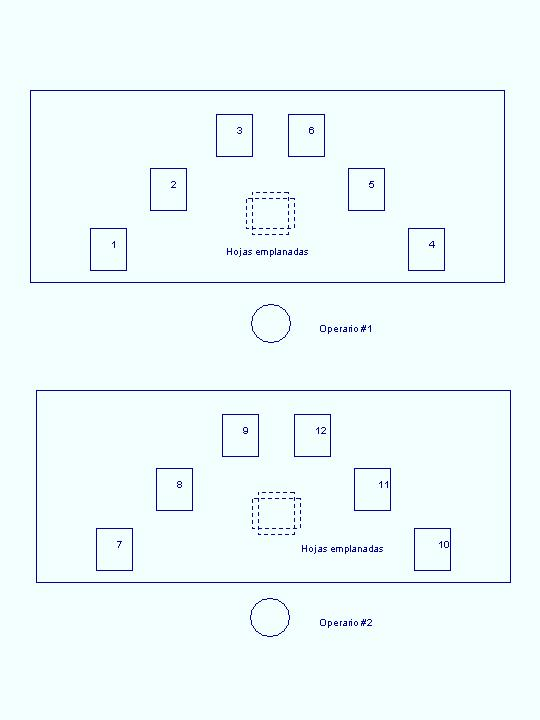 3 6
2 5
1 4
Hojas emplanadas
Operario #1
9 12
8 11
7 10
Hojas emplanadas
Operario #2